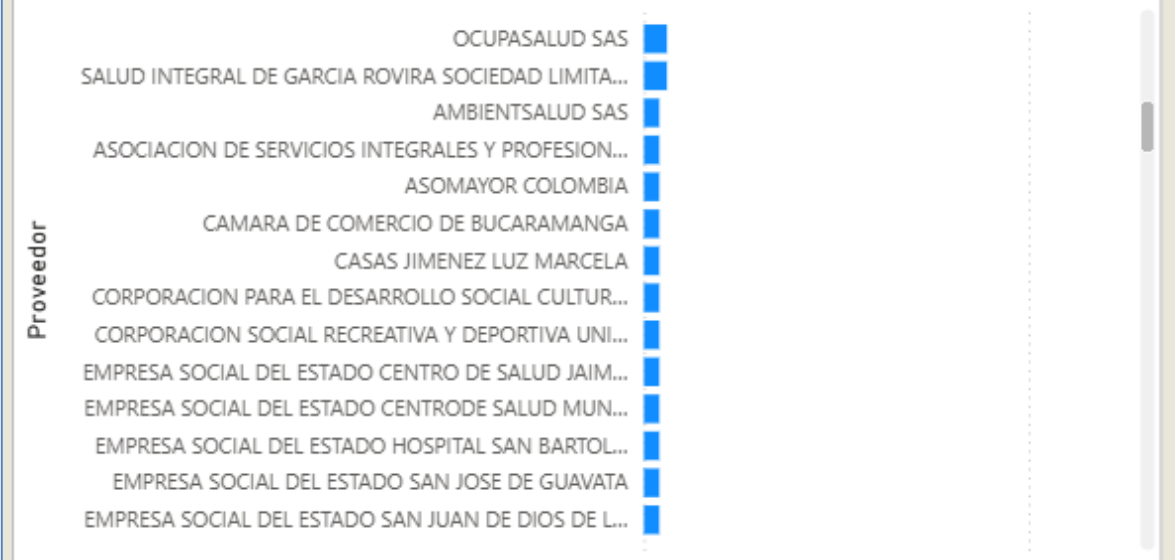 Proveedor
OCUPASALUD SAS
SALUD INTEGRAL DE GARCIA ROVIRA SOCIEDAD LIMITA...
AMBIENTSALUD SAS
ASOCIACION DE SERVICIOS INTEGRALES Y PROFESION...
ASOMAYOR COLOMBIA
CAMARA DE COMERCIO DE BUCARAMANGA
CASAS JIMENEZ LUZ MARCELA
CORPORACION PARA EL DESARROLLO SOCIAL CULTUR...
CORPORACION SOCIAL RECREATIVA Y DEPORTIVA UNI...
EMPRESA SOCIAL DEL ESTADO CENTRO DE SALUD JAIM...
EMPRESA SOCIAL DEL ESTADO CENTRODE SALUD MUN...
EMPRESA SOCIAL DEL ESTADO HOSPITAL SAN BARTOL...
EMPRESA SOCIAL DEL ESTADO SAN JOSE DE GUAVATA
EMPRESA SOCIAL DEL ESTADO SAN JUAN DE DIOS DE L...